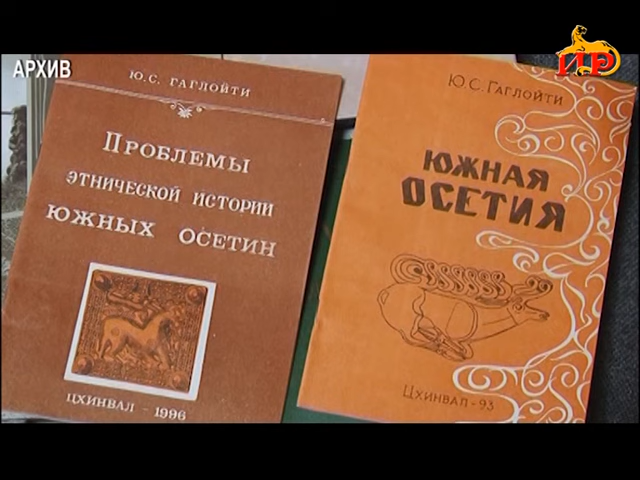 АРХИВ
ИР
Ю.С. ГАГЛОЙТИ
ПРОБЛЕМЫ
ЭТНИЧЕСКОЙ ИСТОРИИ
ЮЖНЫХ ОСЕТИН
ЦХИНВАЛ - 1996
Ю.С. ГАГЛОЙТИ
ЮЖНАЯ
ОСЕТИЯ
ЦХИНВАЛ-93